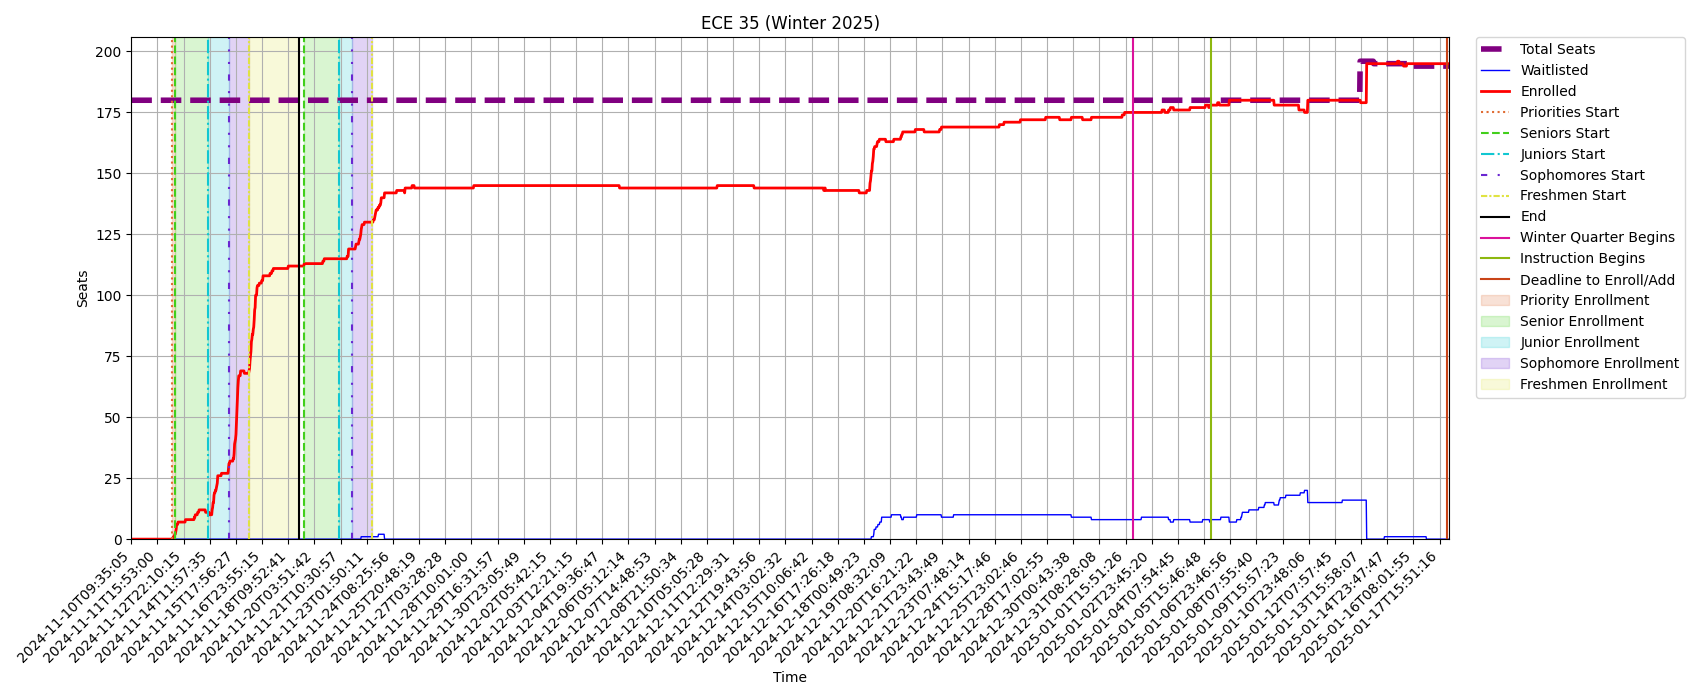 ECE 35 (Winter 2025)
Seats
200
175
150
125
100
75
50
25
0
2024-11-10T09:35:05
2024-11-11T15:53:00
2024-11-12T22:10:15
2024-11-14T11:57:35
2024-11-15T17:56:27
2024-11-16T23:55:15
2024-11-18T09:52:41
2024-11-20T03:51:42
2024-11-21T10:30:57
2024-11-23T01:50:11
2024-11-24T08:25:56
2024-11-25T20:48:19
2024-11-27T03:28:28
2024-11-28T10:01:00
2024-11-29T16:31:57
2024-11-30T23:05:49
2024-12-02T05:42:15
2024-12-03T12:21:15
2024-12-04T19:36:47
2024-12-06T05:12:14
2024-12-07T14:48:53
2024-12-08T21:50:34
2024-12-10T05:05:28
2024-12-11T12:29:31
2024-12-12T19:43:56
2024-12-14T03:02:32
2024-12-15T10:06:42
2024-12-16T17:26:18
2024-12-18T00:49:23
2024-12-19T08:32:09
2024-12-20T16:21:22
2024-12-21T23:43:49
2024-12-23T07:48:14
2024-12-24T15:17:46
2024-12-25T23:02:46
2024-12-28T17:02:55
2024-12-30T00:43:38
2024-12-31T08:28:08
2025-01-01T15:51:26
2025-01-02T23:45:20
2025-01-04T07:54:45
2025-01-05T15:46:48
2025-01-06T23:46:56
2025-01-08T07:55:40
2025-01-09T15:57:23
2025-01-10T23:48:06
2025-01-12T07:57:45
2025-01-13T15:58:07
2025-01-14T23:47:47
2025-01-16T08:01:55
2025-01-17T15:51:16
Time
Total Seats
Waitlisted
Enrolled
Priorities Start
Seniors Start
Juniors Start
Sophomores Start
Freshmen Start
End
Winter Quarter Begins
Instruction Begins
Deadline to Enroll/Add
Priority Enrollment
Senior Enrollment
Junior Enrollment
Sophomore Enrollment
Freshmen Enrollment